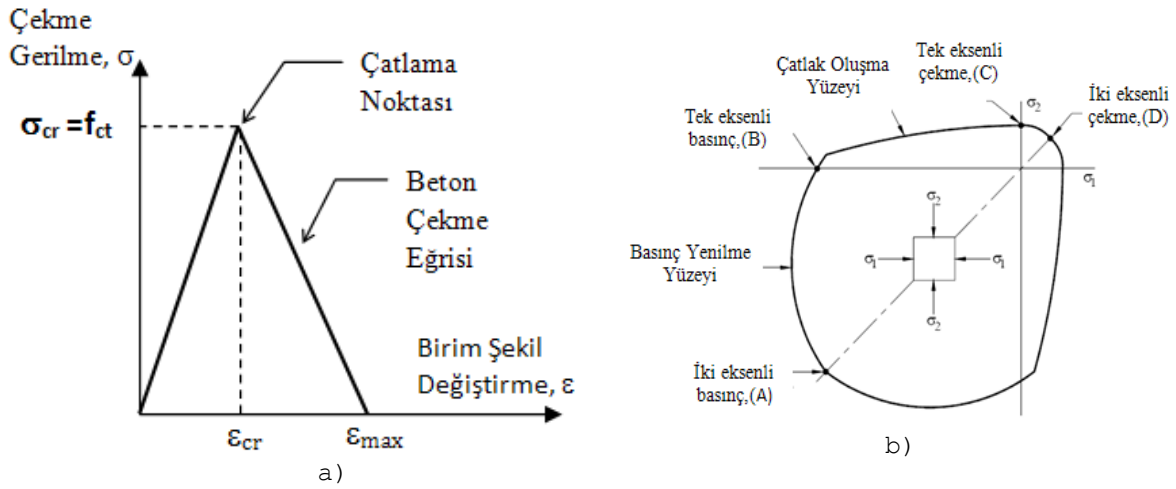 Çekme
Gerilme, σ
Çatlama
Noktası
σcr =fct
Beton
Çekme
Eğrisi
Birim Şekil
Değiştirme, ε
εcr
εmax
a)
Tek eksenli
çekme,(C)
Çatlak Oluşma
Yüzeyi
σ2
İki eksenli
çekme,(D)
Tek eksenli
basınç,(B)
σ1
σ2
Basınç Yenilme
Yüzeyi
σ1
σ1
σ2
İki eksenli
basınç,(A)
b)